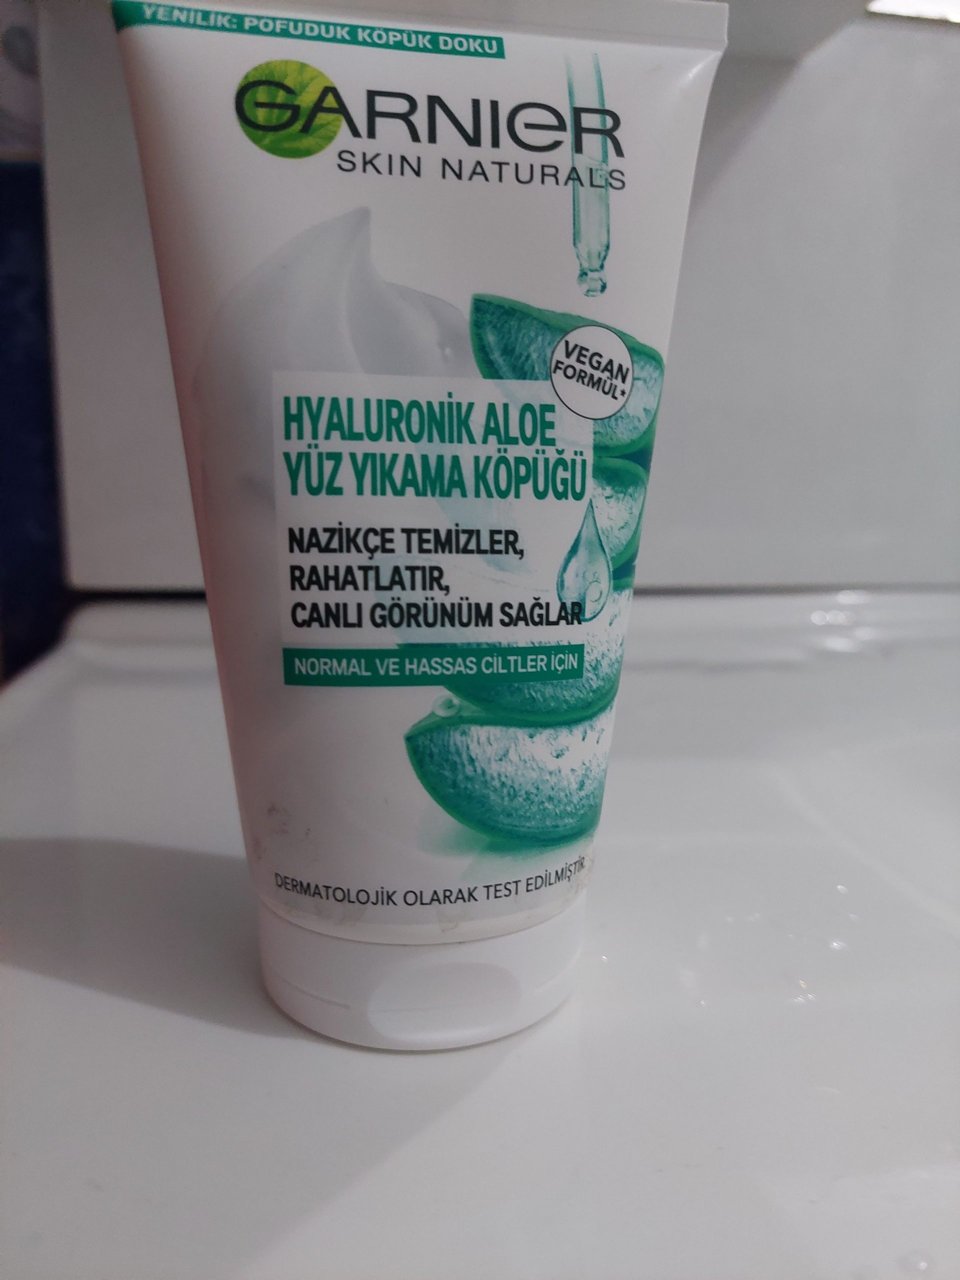 YENİLİK: POFUDUK KÖPÜK DOKU
GARNIER
SKIN NATURALS
VEGAN
FORMÜL*
HYALURONİK ALOE
YÜZ YIKAMA KÖPÜĞÜ
NAZİKÇE TEMİZLER,
RAHATLATIR,
CANLI GÖRÜNÜM SAĞLAR
NORMAL VE HASSAS CİLTLER İÇİN
DERMATOLOJİK OLARAK TEST EDİLMİŞTİR.